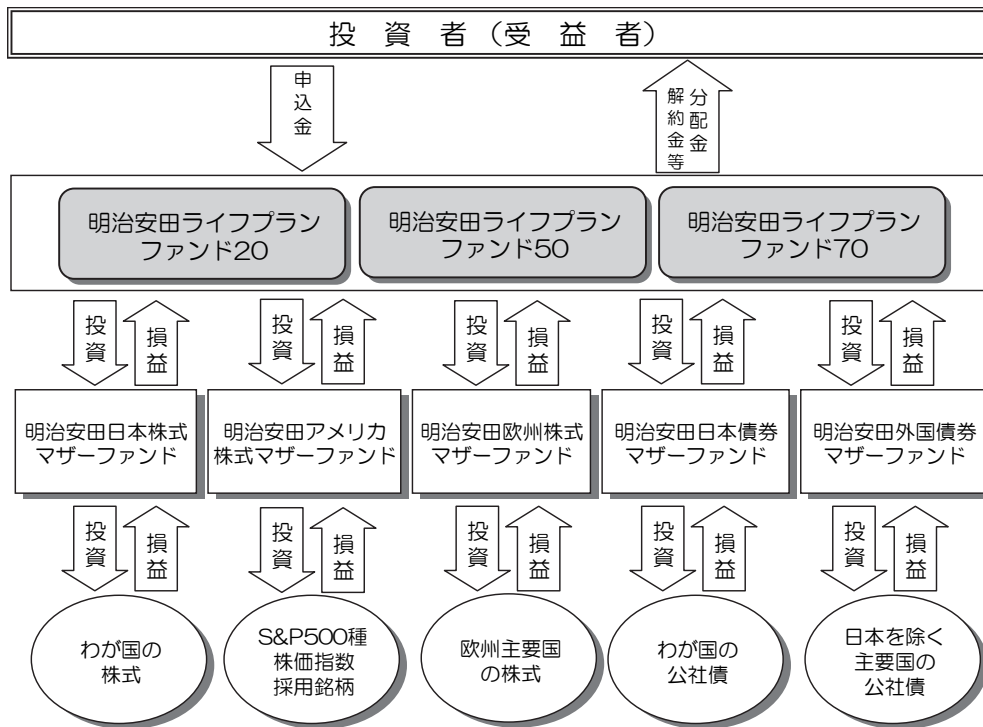 投資者（受益者）
申込金
分配金
解約金等
明治安田ライフプラン
ファンド20
明治安田ライフプラン
ファンド50
明治安田ライフプラン
ファンド70
投資
損益
投資
損益
投資
損益
投資
損益
投資
損益
明治安田日本株式
マザーファンド
明治安田アメリカ
株式マザーファンド
明治安田欧州株式
マザーファンド
明治安田日本債券
マザーファンド
明治安田外国債券
マザーファンド
投資
損益
投資
損益
投資
損益
投資
損益
投資
損益
わが国の
株式
S&P500種
株価指数
採用銘柄
欧州主要国
の株式
わが国の
公社債
日本を除く
主要国の
公社債